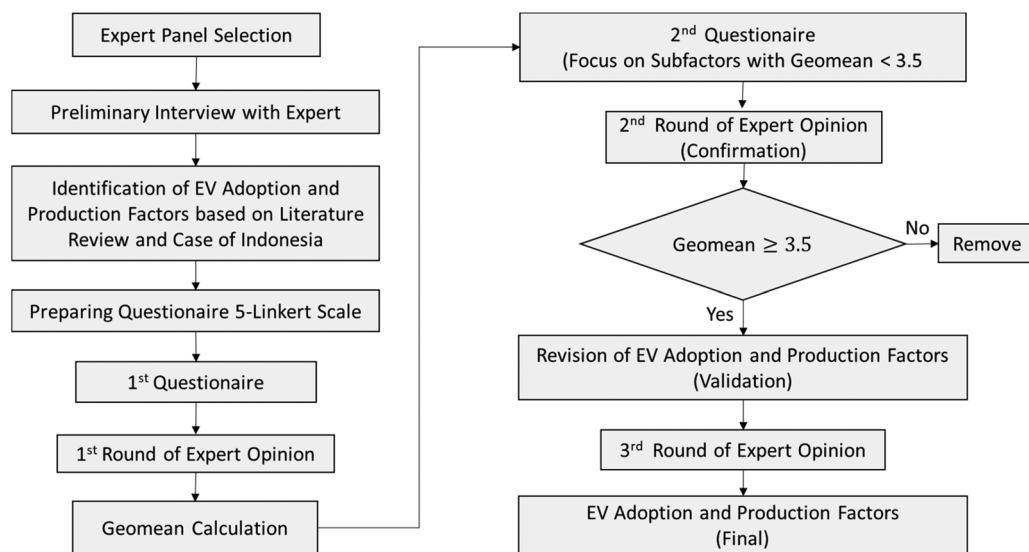 Expert Panel Selection
Preliminary Interview with Expert
Identification of EV Adoption and
Production Factors based on Literature
Review and Case of Indonesia
Preparing Questionaire 5-Linkert Scale
1st Questionaire
1st Round of Expert Opinion
Geomean Calculation
2nd Questionaire
(Focus on Subfactors with Geomean < 3.5
2nd Round of Expert Opinion
(Confirmation)
Geomean ≥ 3.5
No
Remove
Yes
Revision of EV Adoption and Production Factors
(Validation)
3rd Round of Expert Opinion
EV Adoption and Production Factors
(Final)